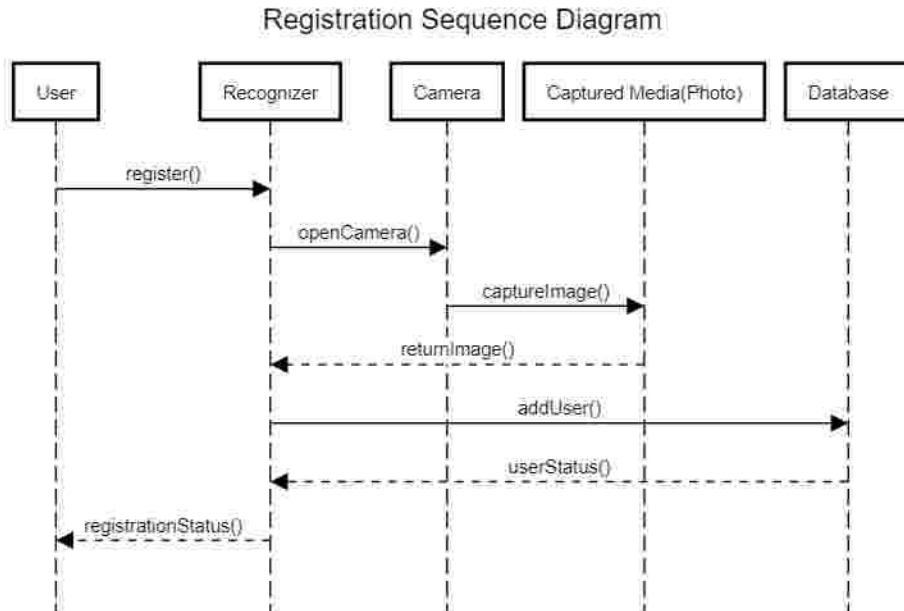 Registration Sequence Diagram
User
Recognizer
Camera
Captured Media(Photo)
Database
register()
openCamera()
captureImage()
returnImage()
addUser()
userStatus()
registrationStatus()